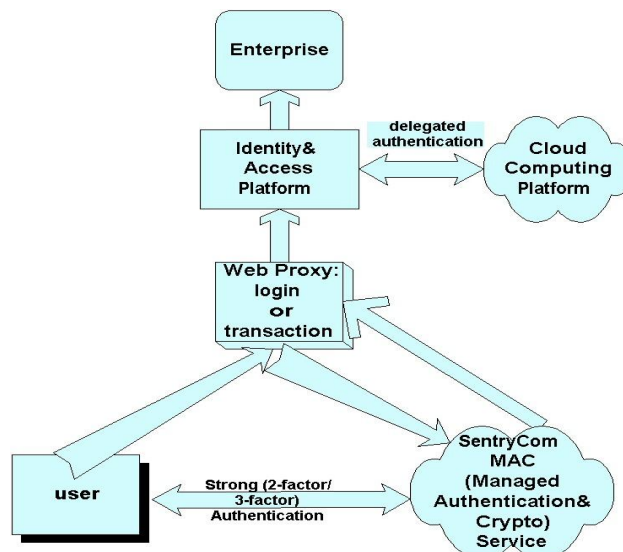 Enterprise
Identity&
Access
Platform
delegated
authentication
Cloud
Computing
Platform
Web Proxy:
login
or
transaction
user
Strong (2-factor/
3-factor)
Authentication
SentryCom
MAC
(Managed
Authentication&
Crypto)
Service